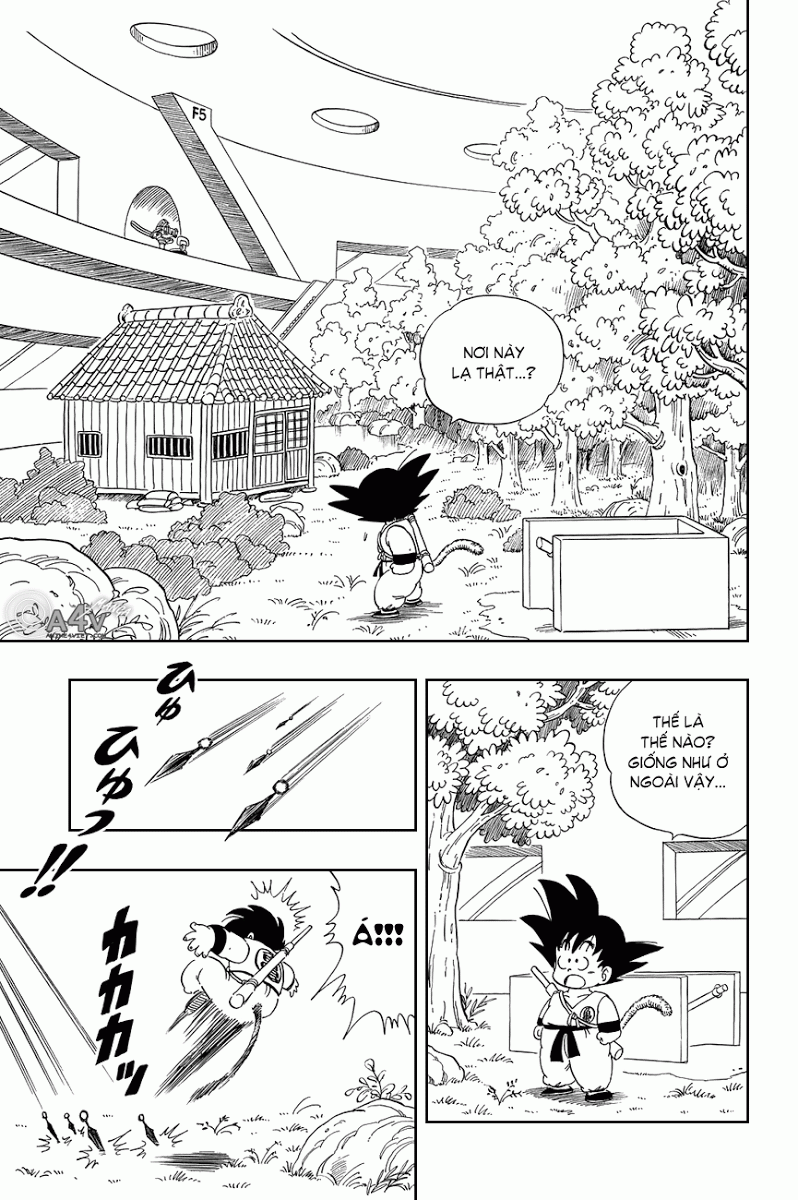 F5
NƠI NÀY
LẠ THẬT...?
THẾ LÀ
THẾ NÀO?
GIỐNG NHƯ Ở
NGOÀI VẬY...
ひゅ
ひゅっ!!
Á!!!
カカカッ
A4V